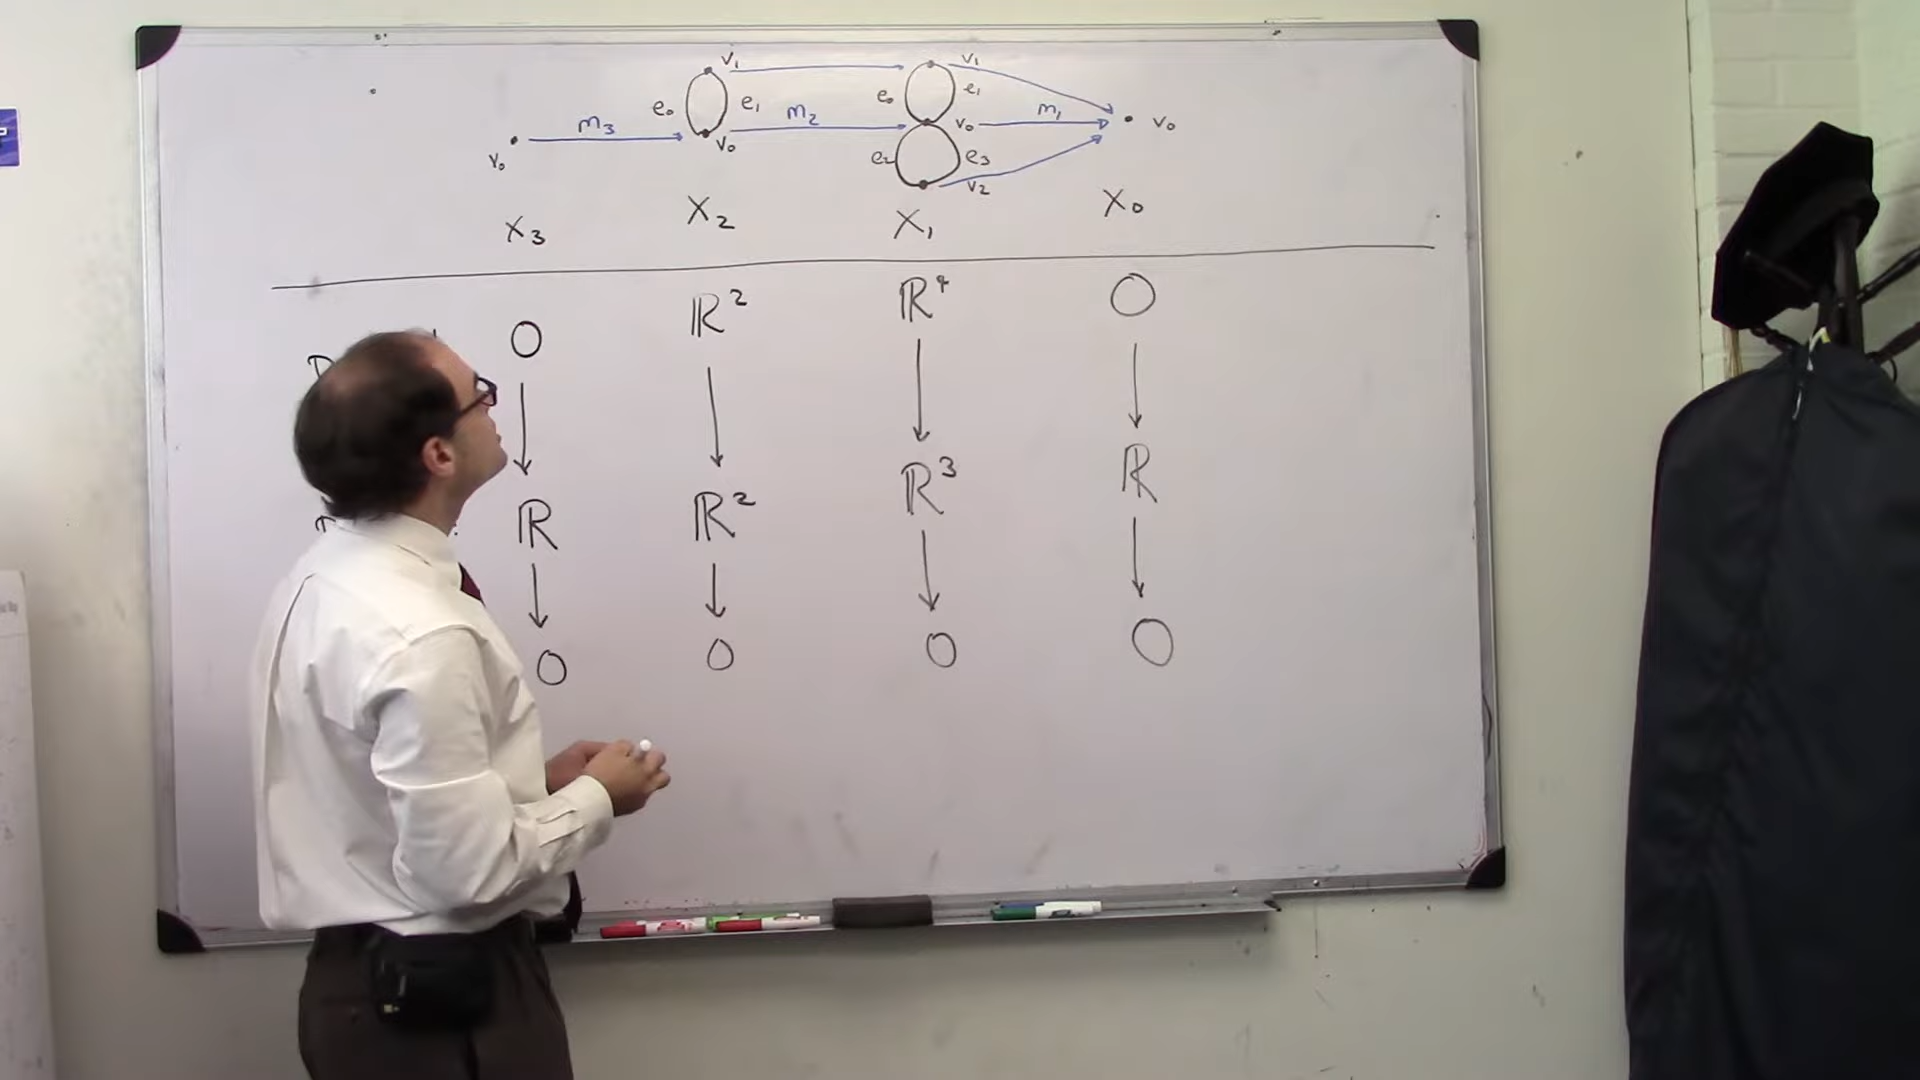 v₁ v₁
e₀ e₁ e₀ e₁
m₃ m₂ m₁
v₀ v₀ v₀ v₀
e₂ e₃
v₂
X₃ X₂ X₁ X₀
0 ℝ² ℝ⁴ 0
ℝ ℝ² ℝ³ ℝ
0 0 0 0